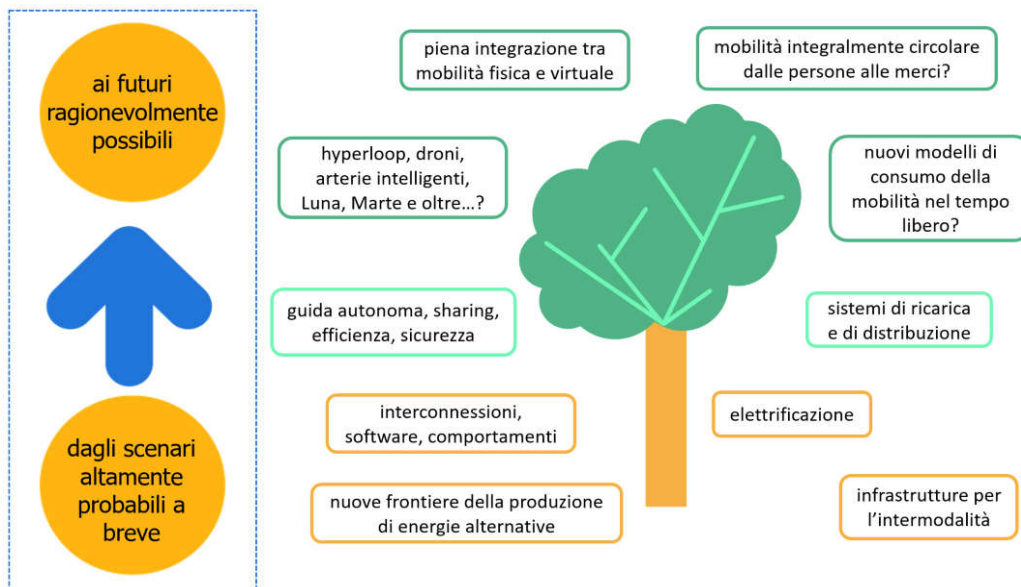 ai futuri
ragionevolmente
possibili
dagli scenari
altamente
probabili a
breve
piena integrazione tra
mobilità fisica e virtuale
mobilità integralmente circolare
dalle persone alle merci?
hyperloop, droni,
arterie intelligenti,
Luna, Marte e oltre...?
nuovi modelli di
consumo della
mobilità nel tempo
libero?
guida autonoma, sharing,
efficienza, sicurezza
sistemi di ricarica
e di distribuzione
interconnessioni,
software, comportamenti
elettrificazione
nuove frontiere della produzione
di energie alternative
infrastrutture per
l’intermodalità